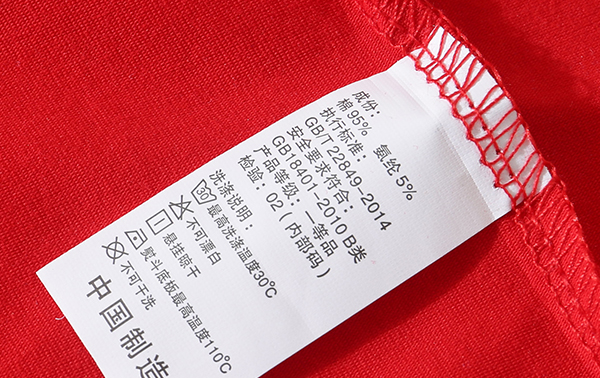 成份：
棉95%  氨纶5%
执行标准：
GB/T 22849-2014
安全要求符合：
GB18401-2010 B类
产品等级：一等品
检验：02（内部码）
洗涤说明：
30 最高洗涤温度30℃
不可漂白
悬挂晾干
熨斗底板最高温度110℃
不可干洗
中国制造